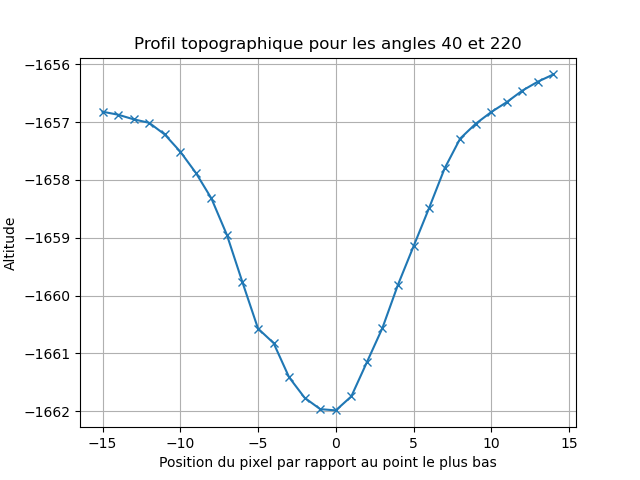 Profil topographique pour les angles 40 et 220
−1656
−1657
−1658
−1659
−1660
−1661
−1662
Altitude
−15 −10 −5 0 5 10 15
Position du pixel par rapport au point le plus bas